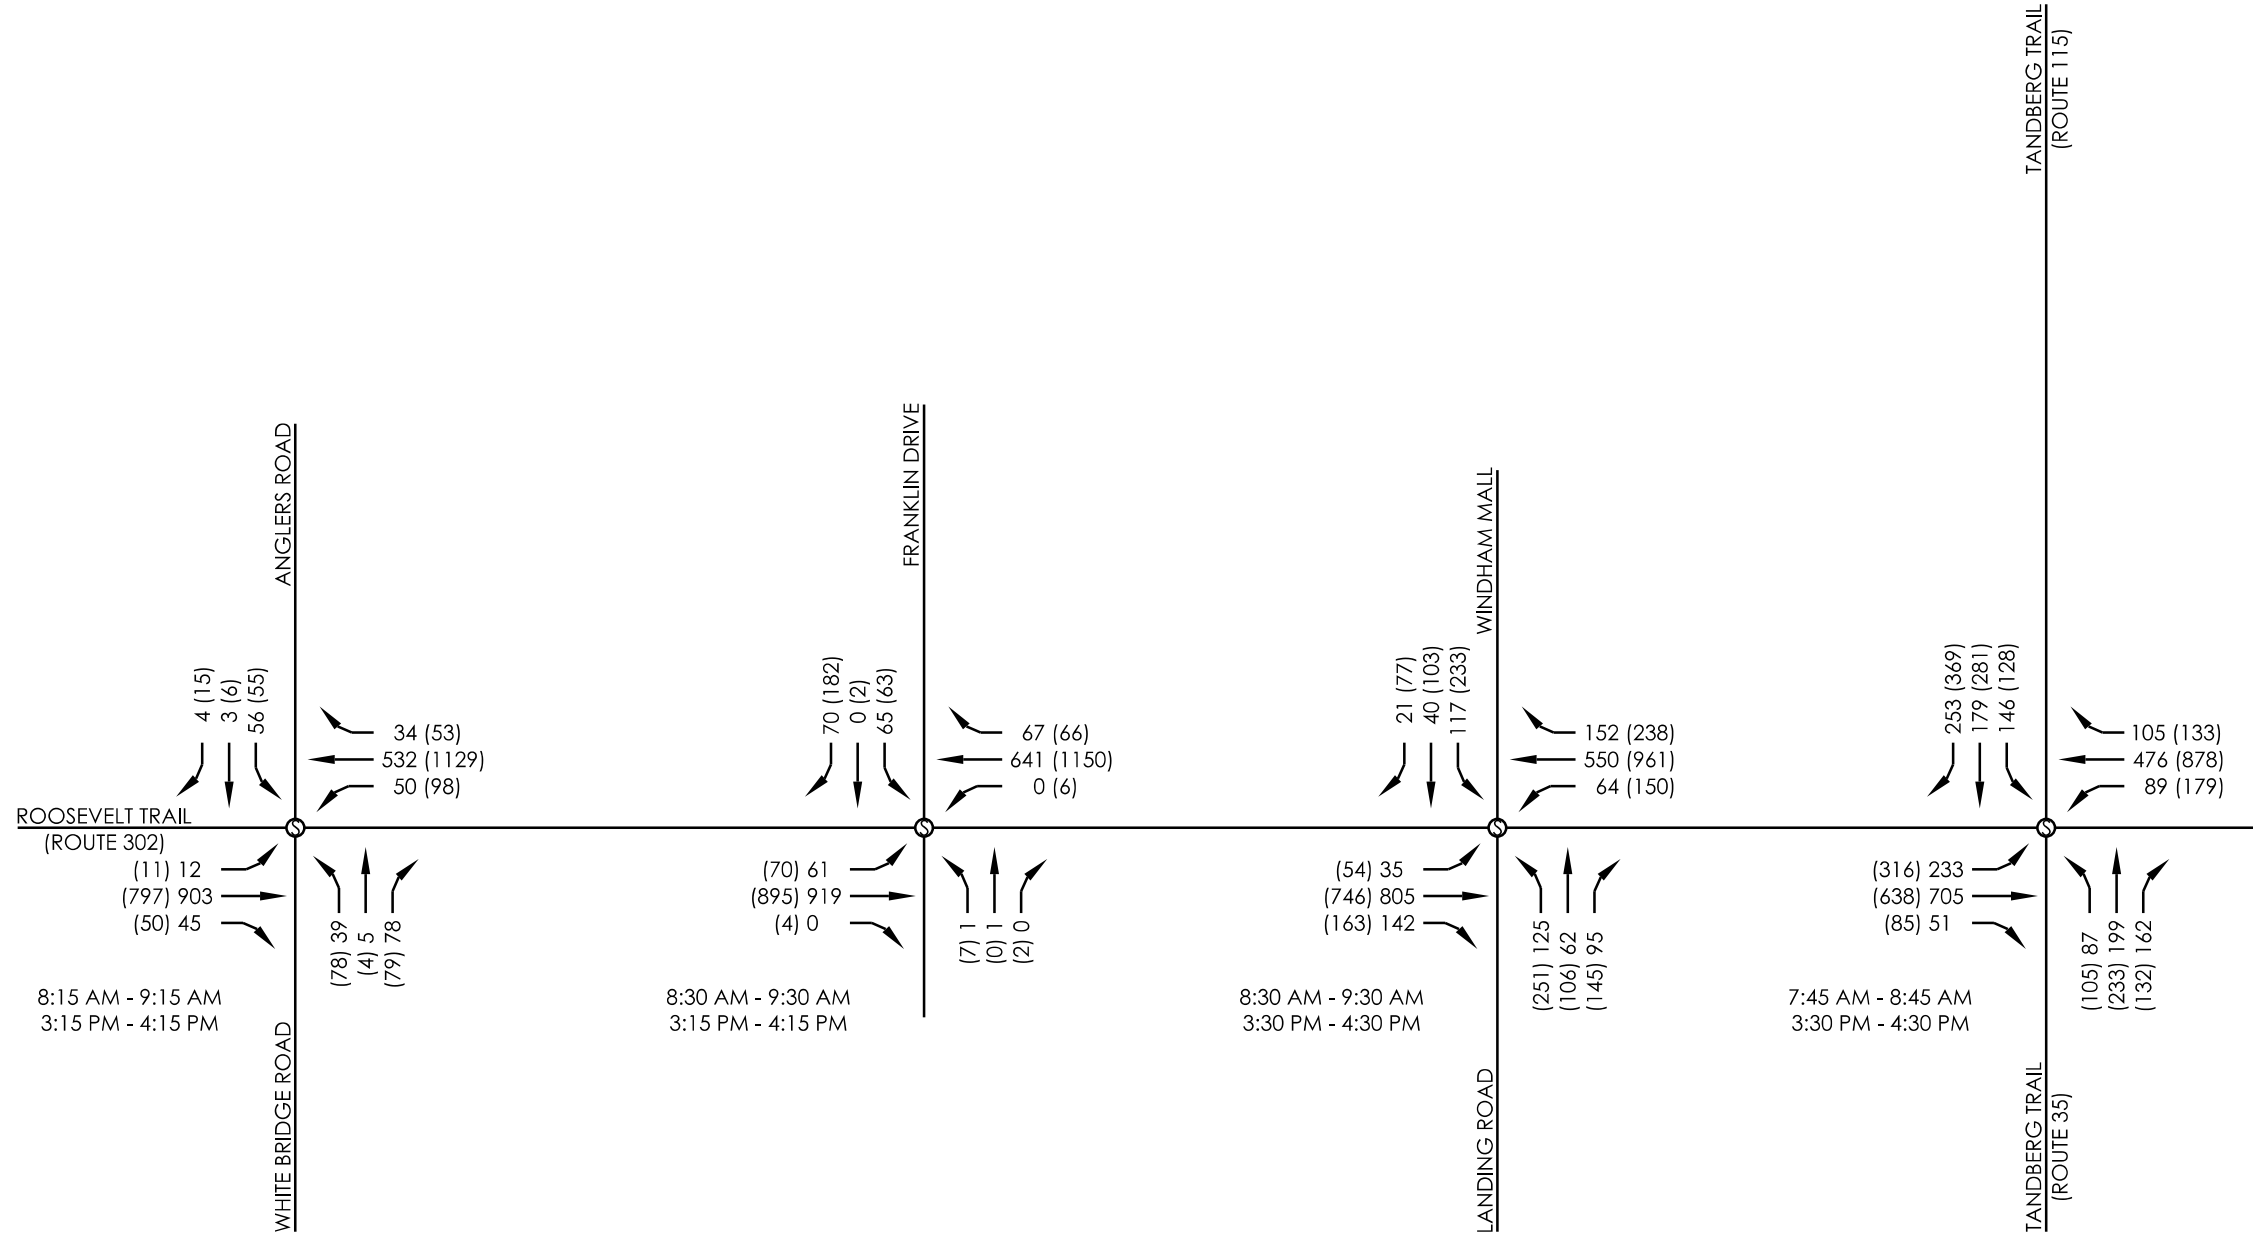 TANDBERG TRAIL
(ROUTE 115)
ANGLERS ROAD
FRANKLIN DRIVE
WINDHAM MALL
4 (15)
3 (6)
56 (55)
34 (53)
532 (1129)
50 (98)
70 (182)
0 (2)
65 (63)
67 (66)
641 (1150)
0 (6)
21 (77)
40 (103)
117 (233)
152 (238)
550 (961)
64 (150)
253 (369)
179 (281)
146 (128)
105 (133)
476 (878)
89 (179)
ROOSEVELT TRAIL
(ROUTE 302)
(11) 12
(797) 903
(50) 45
(78) 39
(4) 5
(79) 78
(70) 61
(895) 919
(4) 0
(7) 1
(0) 1
(2) 0
(54) 35
(746) 805
(163) 142
(251) 125
(106) 62
(145) 95
(316) 233
(638) 705
(85) 51
(105) 87
(233) 199
(132) 162
8:15 AM - 9:15 AM
3:15 PM - 4:15 PM
8:30 AM - 9:30 AM
3:15 PM - 4:15 PM
8:30 AM - 9:30 AM
3:30 PM - 4:30 PM
7:45 AM - 8:45 AM
3:30 PM - 4:30 PM
WHITE BRIDGE ROAD
LANDING ROAD
TANDBERG TRAIL
(ROUTE 35)